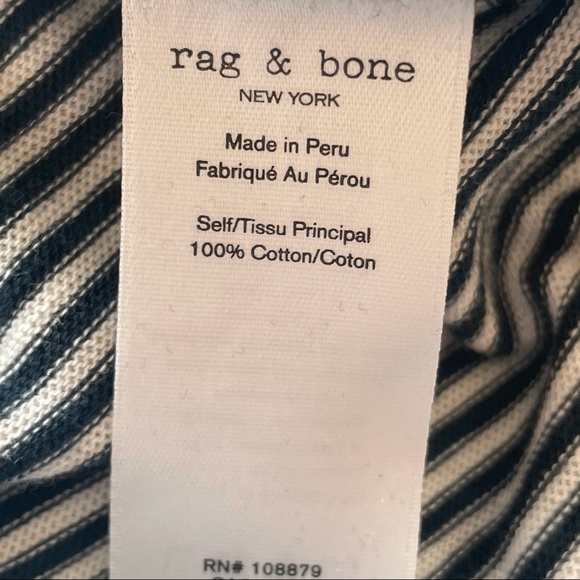 rag & bone
NEW YORK
Made in Peru
Fabriqué Au Pérou
Self/Tissu Principal
100% Cotton/Coton
RN# 108879